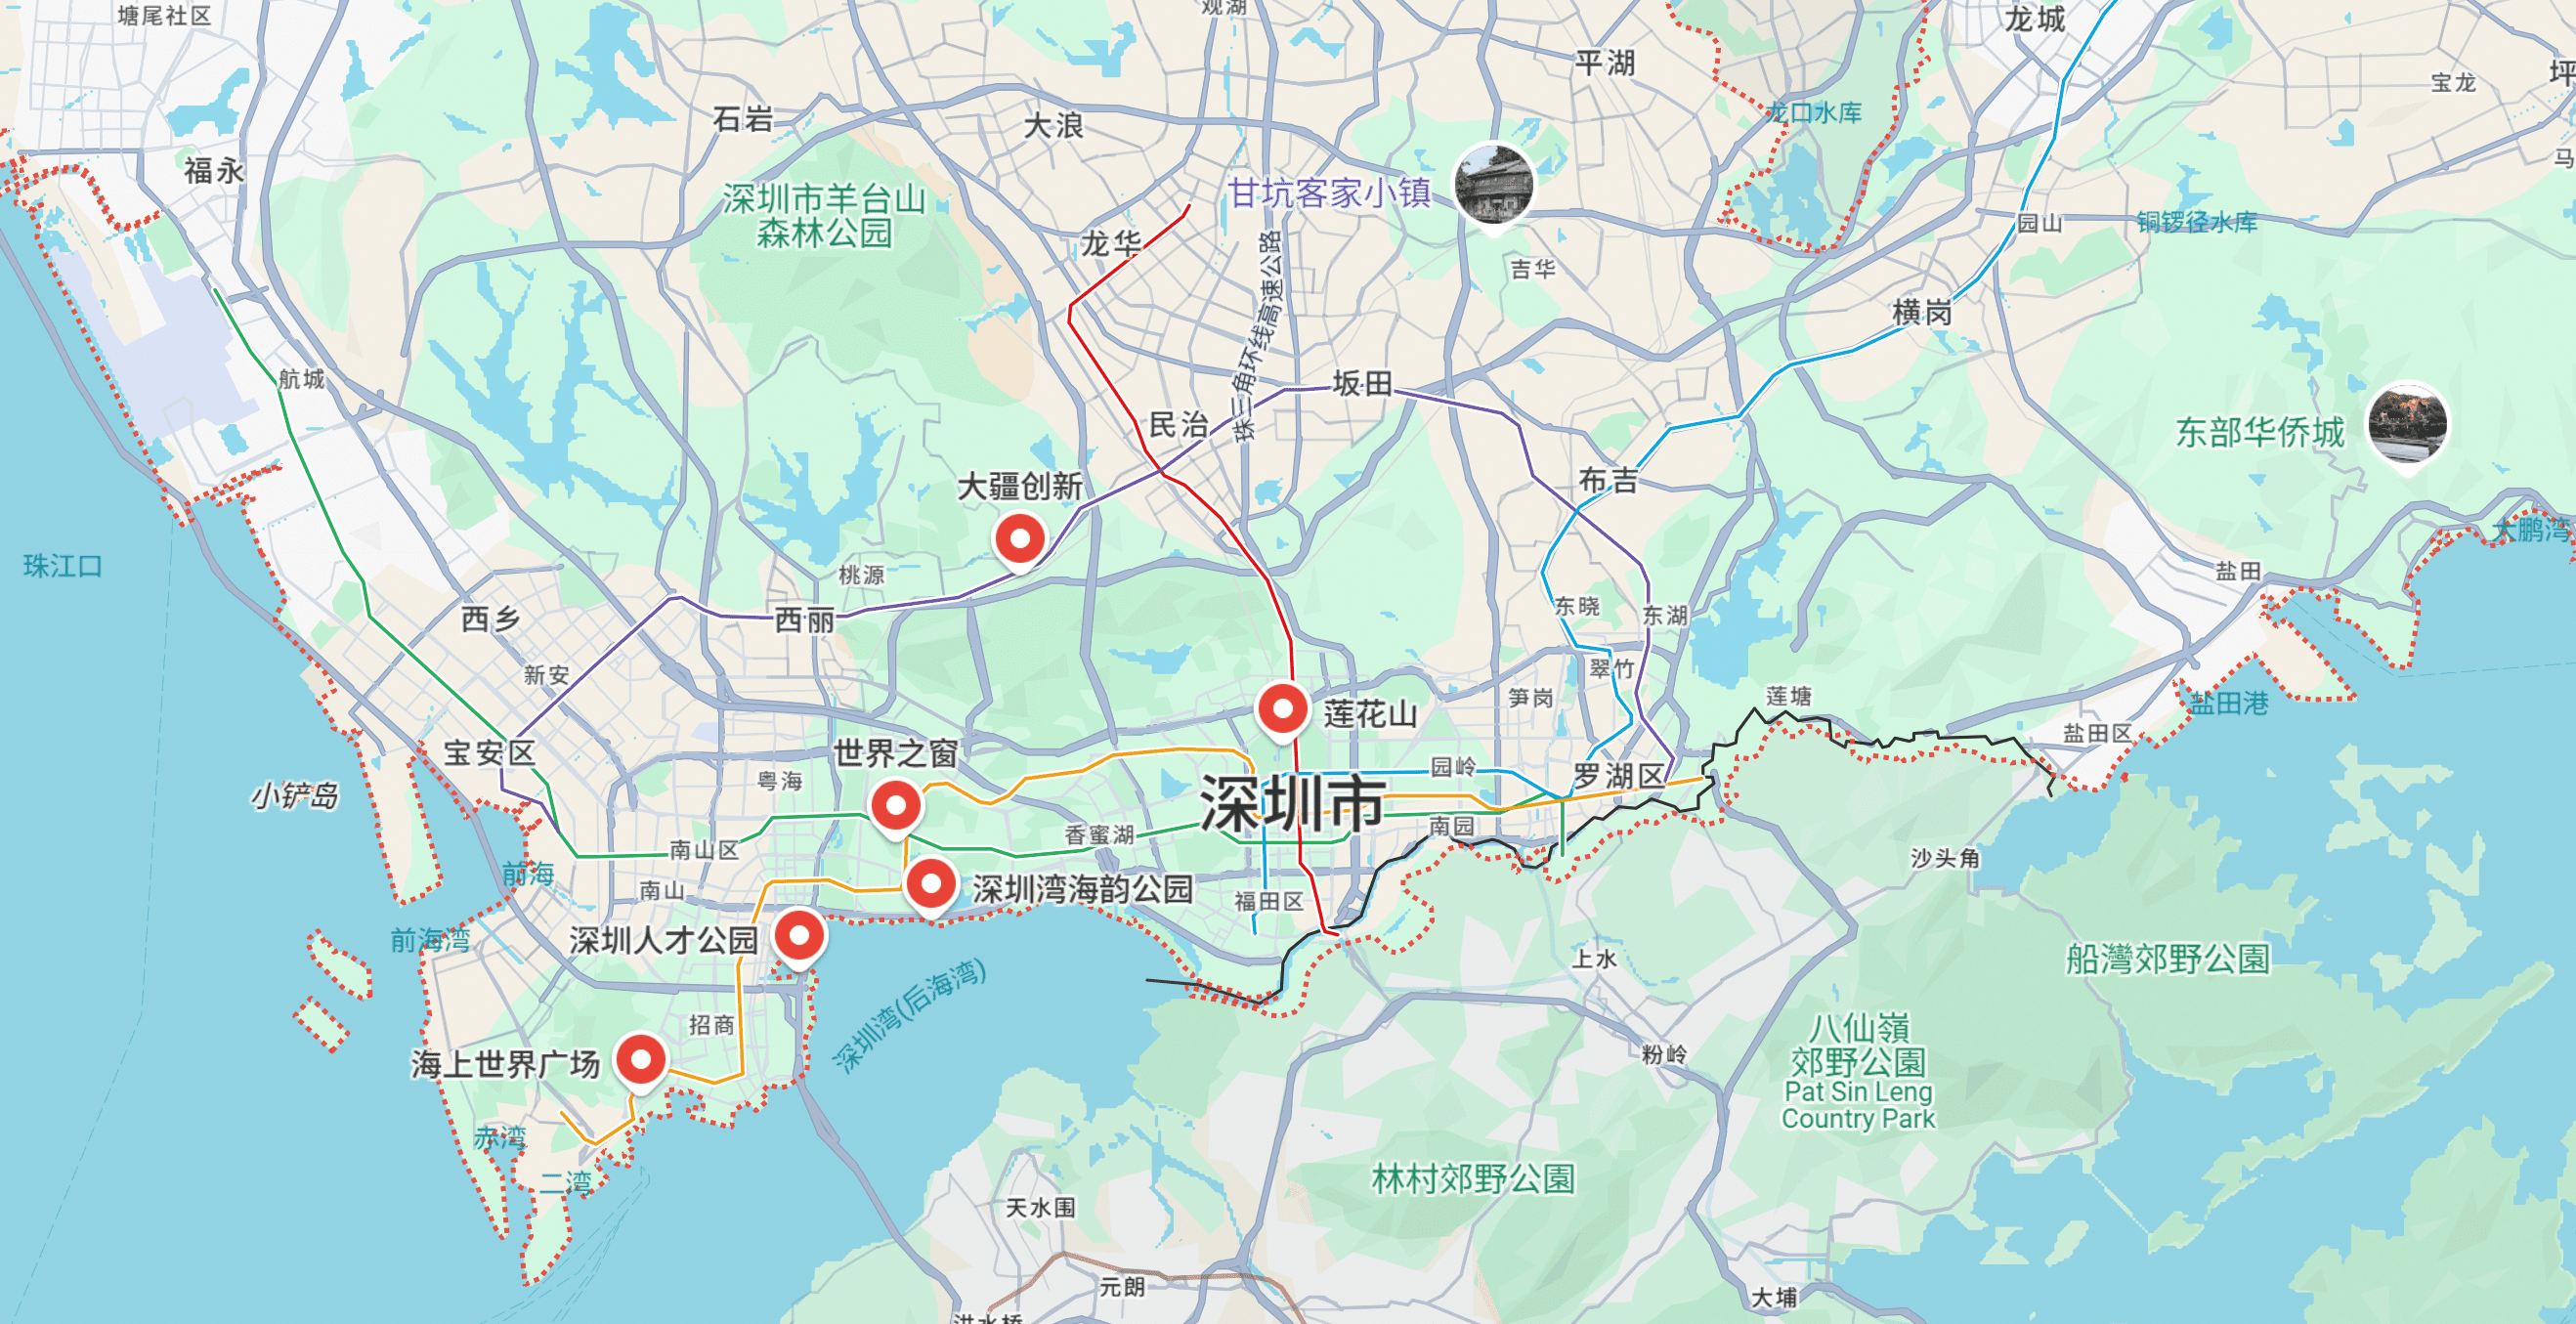 塘尾社区
观湖
龙城
平湖
宝龙
坪
石岩
大浪
龙口水库
马
福永
深圳市羊台山
森林公园
甘坑客家小镇
龙华
吉华
园山
铜锣径水库
珠三角环线高速公路
横岗
航城
坂田
民治
东部华侨城
布吉
大疆创新
大鹏湾
珠江口
桃源
盐田
西乡
西丽
东晓
东湖
新安
翠竹
笋岗
莲塘
莲花山
盐田港
盐田区
宝安区
世界之窗
小铲岛
粤海
园岭
罗湖区
深圳市
南园
香蜜湖
南山区
沙头角
前海
南山
深圳湾海韵公园
福田区
前海湾
深圳人才公园
上水
船灣郊野公園
深圳湾(后海湾)
招商
八仙嶺
郊野公園
Pat Sin Leng
Country Park
粉岭
海上世界广场
赤湾
二湾
林村郊野公園
天水围
元朗
大埔
洪水桥